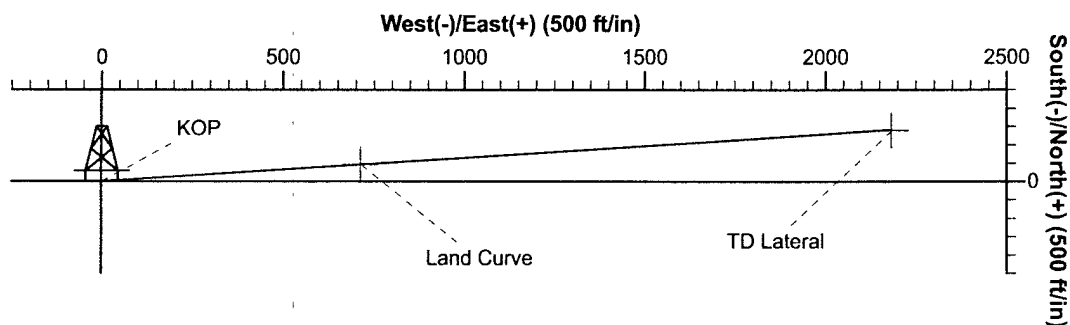 West(-)/East(+) (500 ft/in)
0 500 1000 1500 2000 2500
KOP
Land Curve
TD Lateral
0
South(-)/North(+) (500 ft/in)